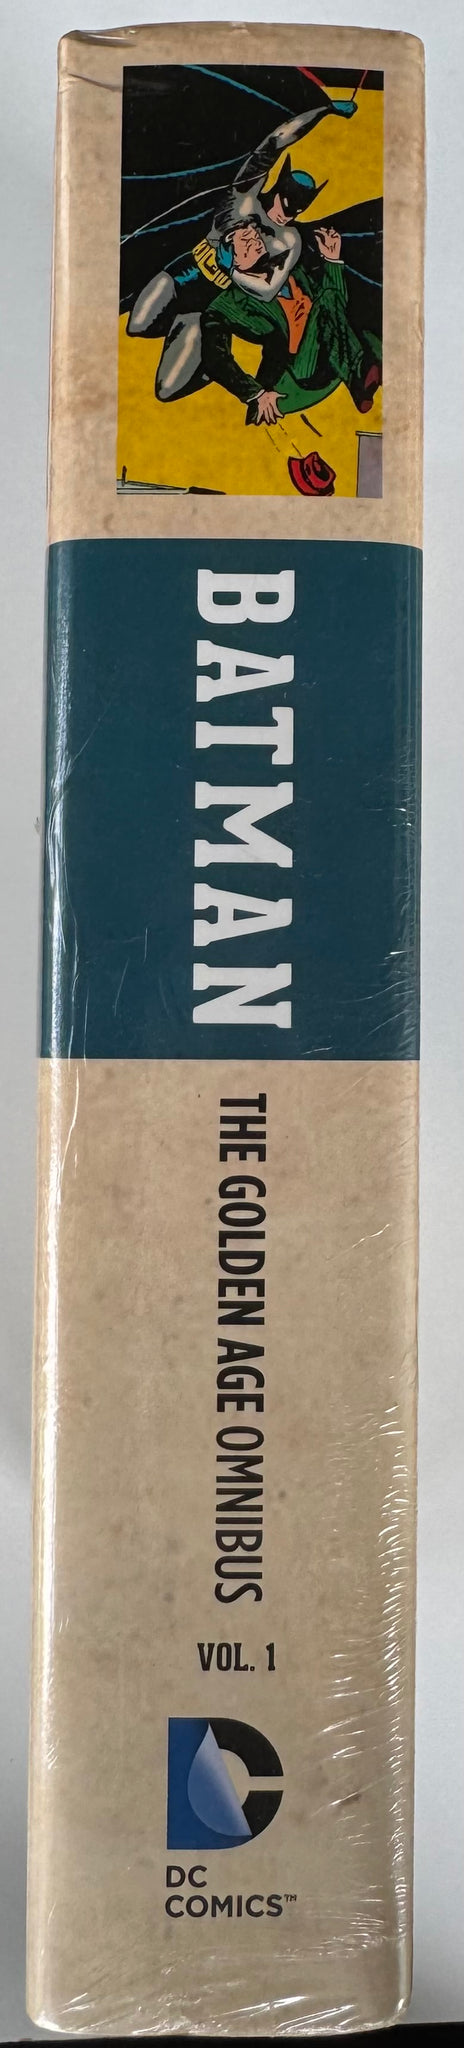 BATMAN
THE GOLDEN AGE OMNIBUS
VOL. 1
DC
COMICS™